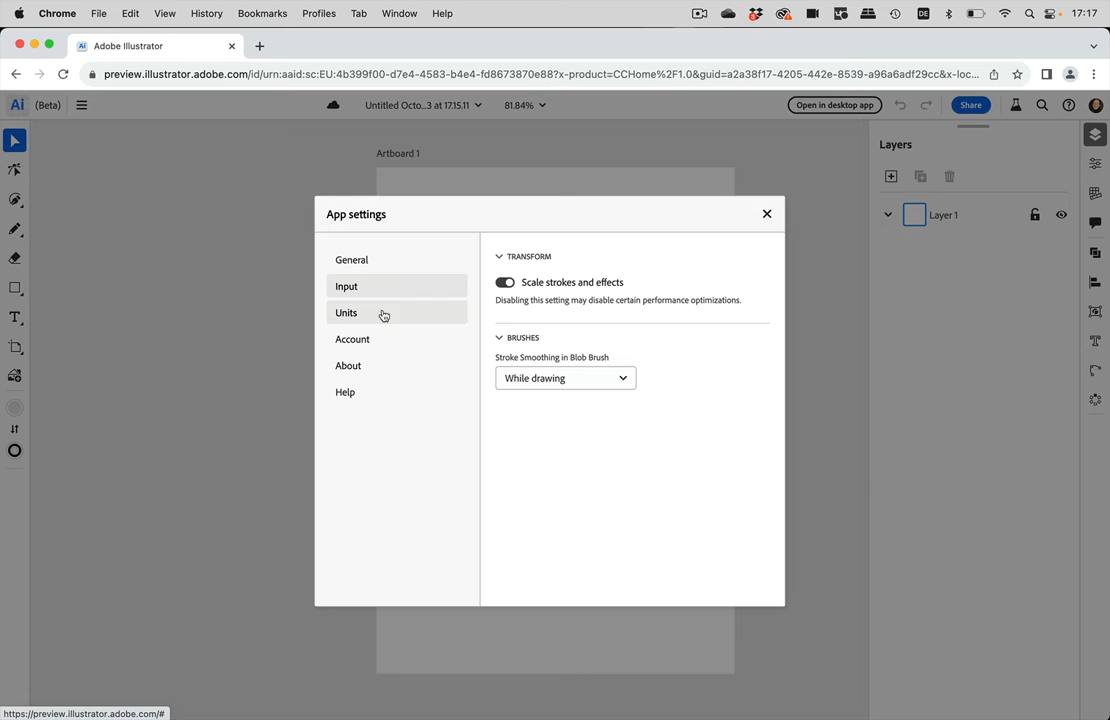 Chrome File Edit View History Bookmarks Profiles Tab Window Help DE 17:17
Ai Adobe Illustrator
preview.illustrator.adobe.com/id/urn:aaid:sc:EU:4b399f00-d7e4-4583-b4e4-fd8673870e88?x-product=CCHome%2F1.0&guid=a2a38f17-4205-442e-8539-a96a6adf29cc&x-loc...
Ai (Beta) Untitled Octo...3 at 17.15.11 81.84% Open in desktop app Share
Artboard 1
Layers
Layer 1
App settings
General
Input
Units
Account
About
Help
TRANSFORM
Scale strokes and effects
Disabling this setting may disable certain performance optimizations.
BRUSHES
Stroke Smoothing in Blob Brush
While drawing
https://preview.illustrator.adobe.com/#